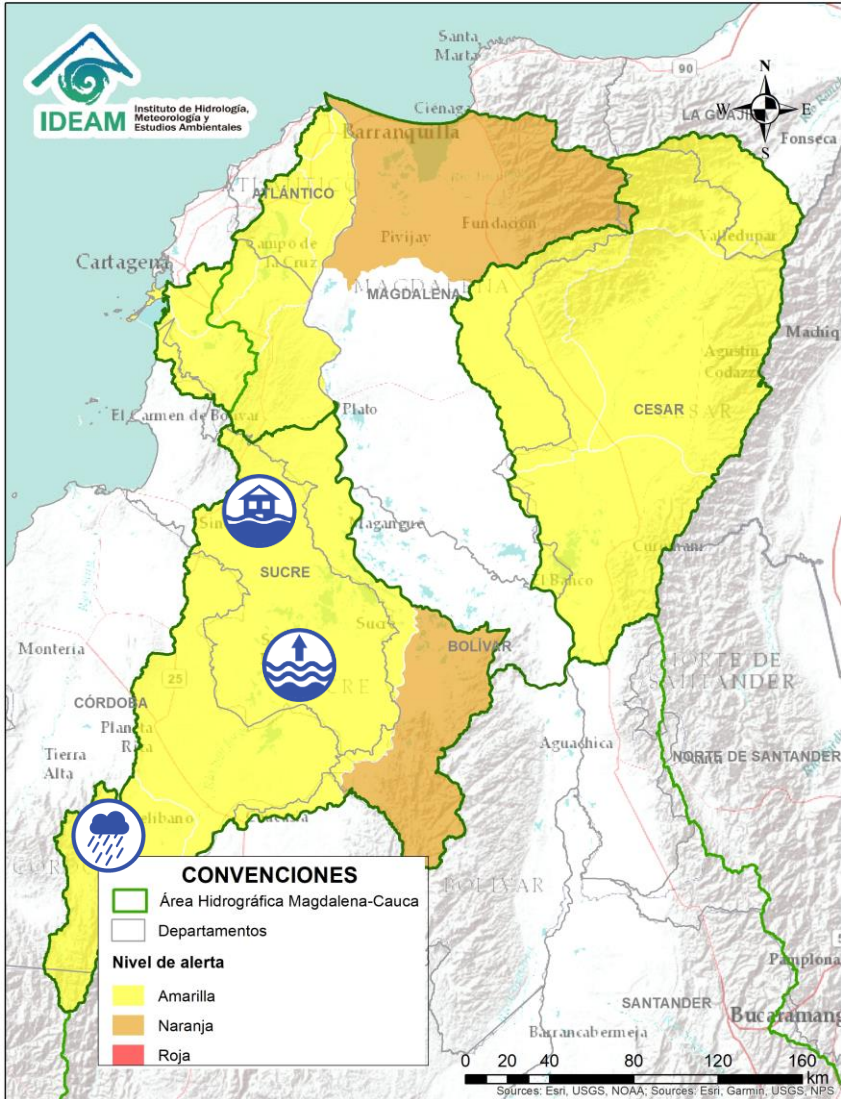 IDEAM
Instituto de Hidrología,
Meteorología y
Estudios Ambientales
Santa
Marta
90
N
W
E
S
LA GUAJIRA
Fonseca
Ciénaga
Barranquilla
ATLÁNTICO
Campo de
la Cruz
Pivijay
Fundación
Valledupar
Cartagena
MAGDALENA
MAGDALENA
Agustín
Codazzi
CESAR
El Carmen de Bolívar
Plato
Magangué
SUCRE
Sucre
El Banco
BOLÍVAR
Montería
25
CÓRDOBA
Planeta
Rica
Tierra
Alta
NORTE DE
SANTANDER
NORTE DE SANTANDER
Aguachica
BOLÍVAR
Pamplona
SANTANDER
Bucaramang
Barrancabermeja
CONVENCIONES
Área Hidrográfica Magdalena-Cauca
Departamentos
Nivel de alerta
Amarilla
Naranja
Roja
0 20 40 80 120 160
km
Sources: Esri, USGS, NOAA; Sources: Esri, Garmin, USGS, NPS